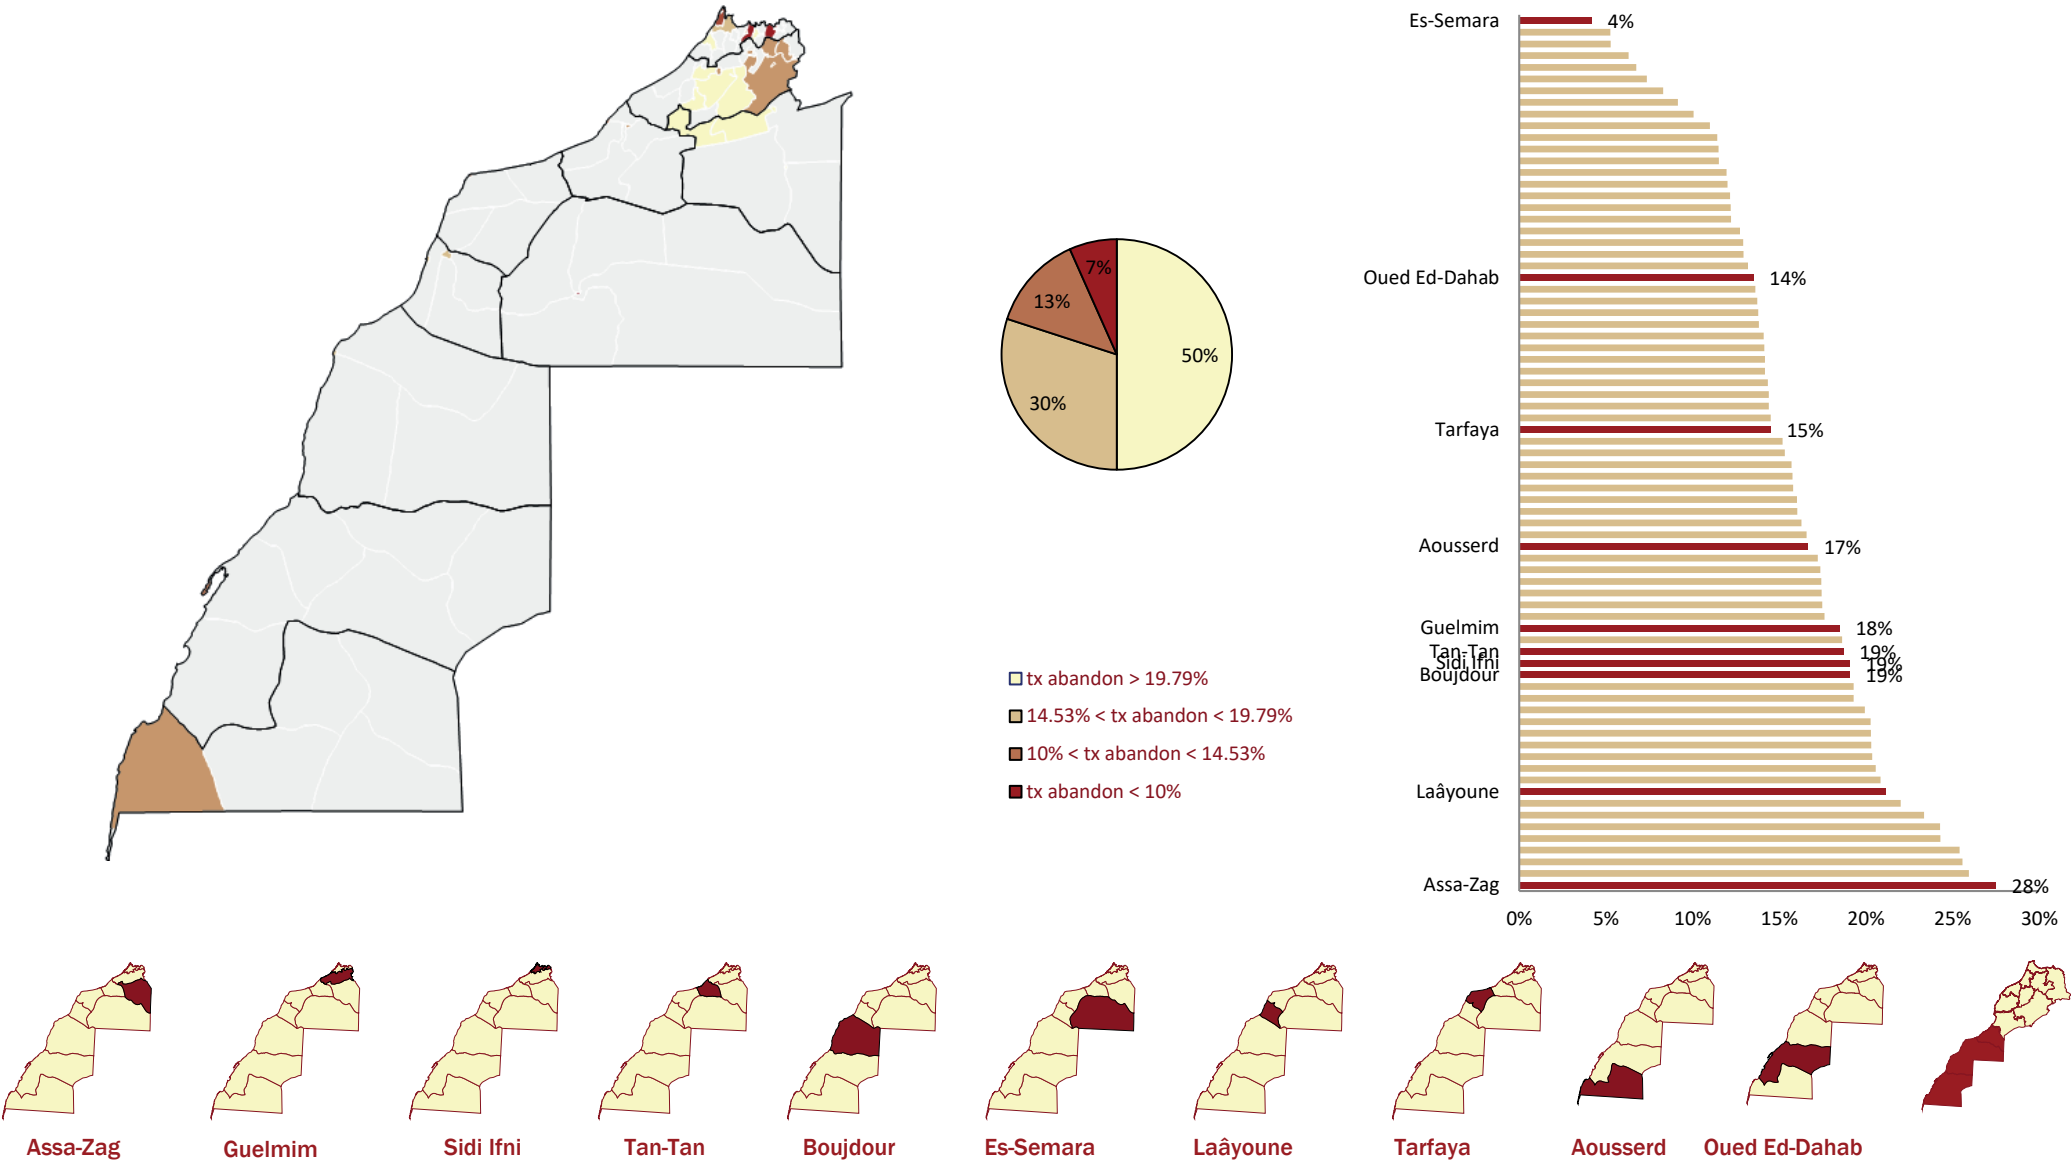 Es-Semara
4%
Oued Ed-Dahab
14%
Tarfaya
15%
Aousserd
17%
Guelmim
18%
Tan-Tan
19%
Sidi Ifni
19%
Boujdour
19%
Laâyoune
Assa-Zag
28%
0% 5% 10% 15% 20% 25% 30%
7%
13%
50%
30%
tx abandon > 19.79%
14.53% < tx abandon < 19.79%
10% < tx abandon < 14.53%
tx abandon < 10%
Assa-Zag Guelmim Sidi Ifni Tan-Tan Boujdour Es-Semara Laâyoune Tarfaya Aousserd Oued Ed-Dahab